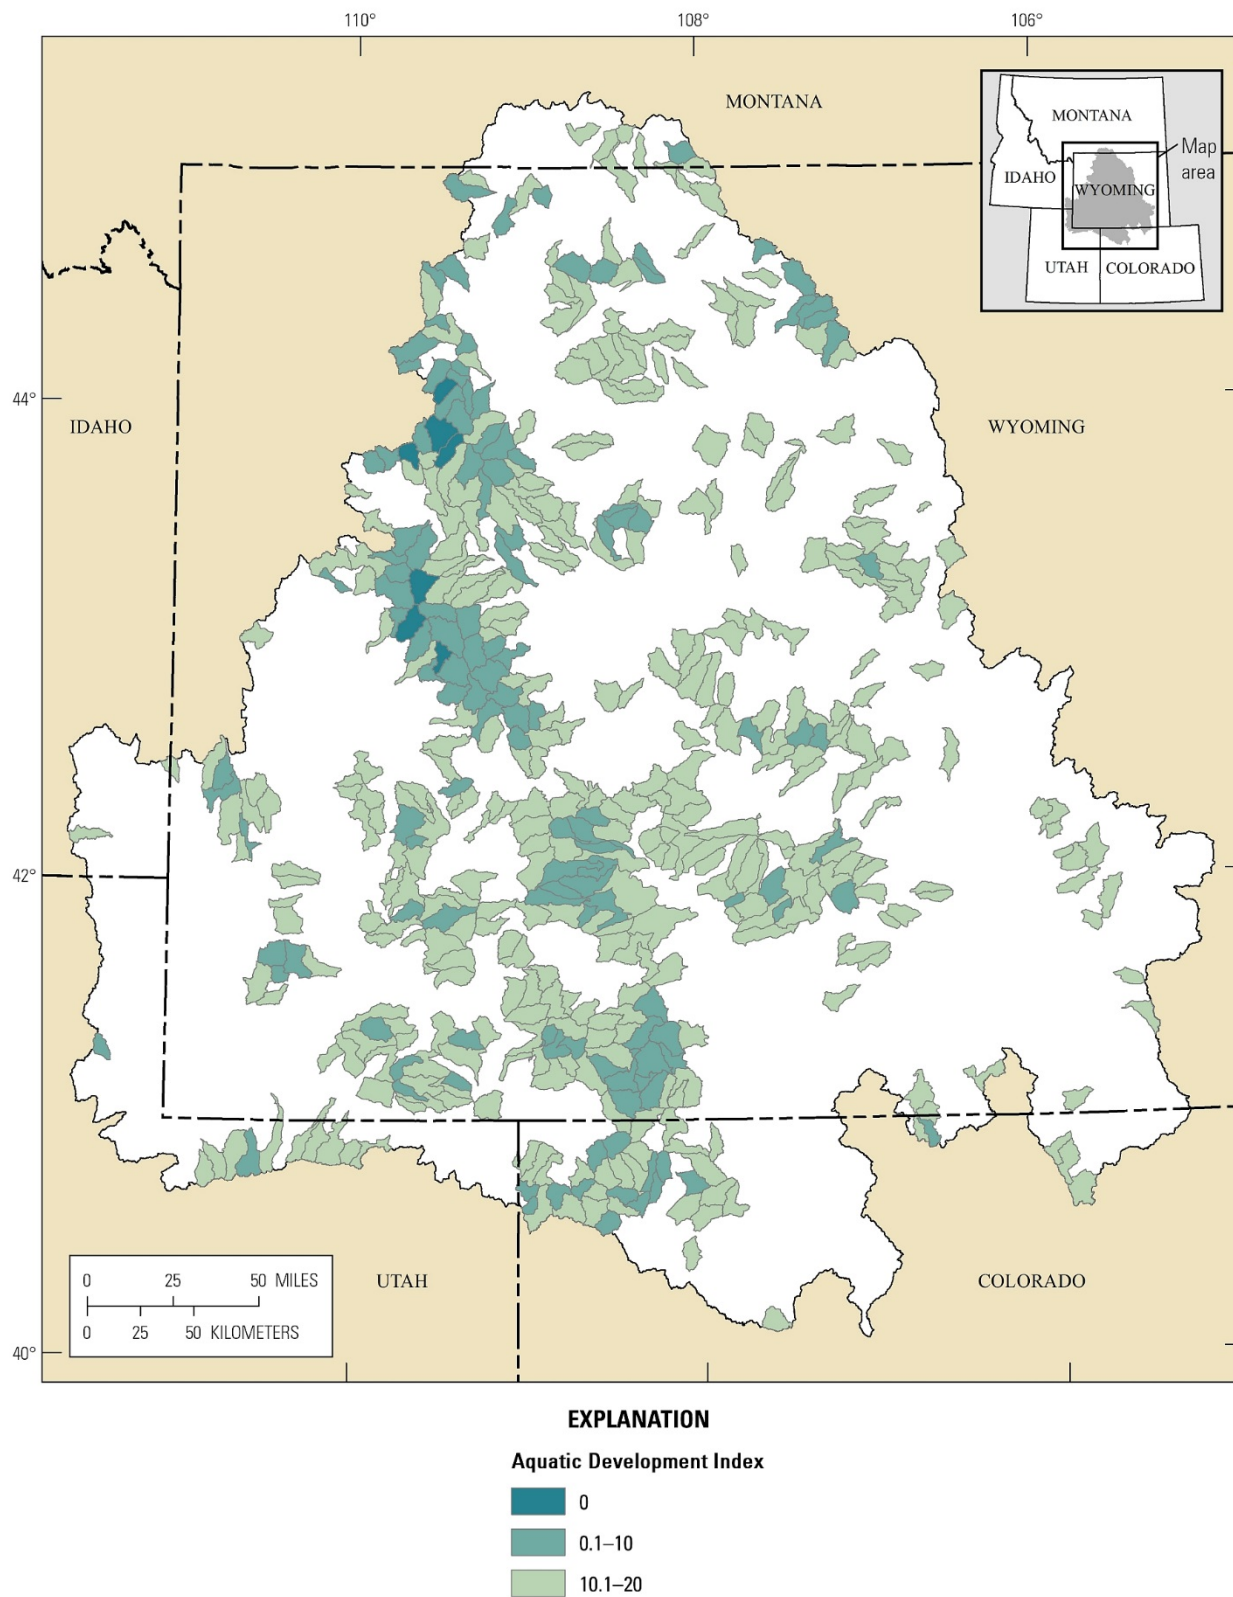 110° 108° 106°
MONTANA
MONTANA
Map
area
IDAHO
WYOMING
UTAH COLORADO
44°
IDAHO
WYOMING
42°
0 25 50 MILES
0 25 50 KILOMETERS
UTAH
COLORADO
40°
EXPLANATION
Aquatic Development Index
0
0.1–10
10.1–20